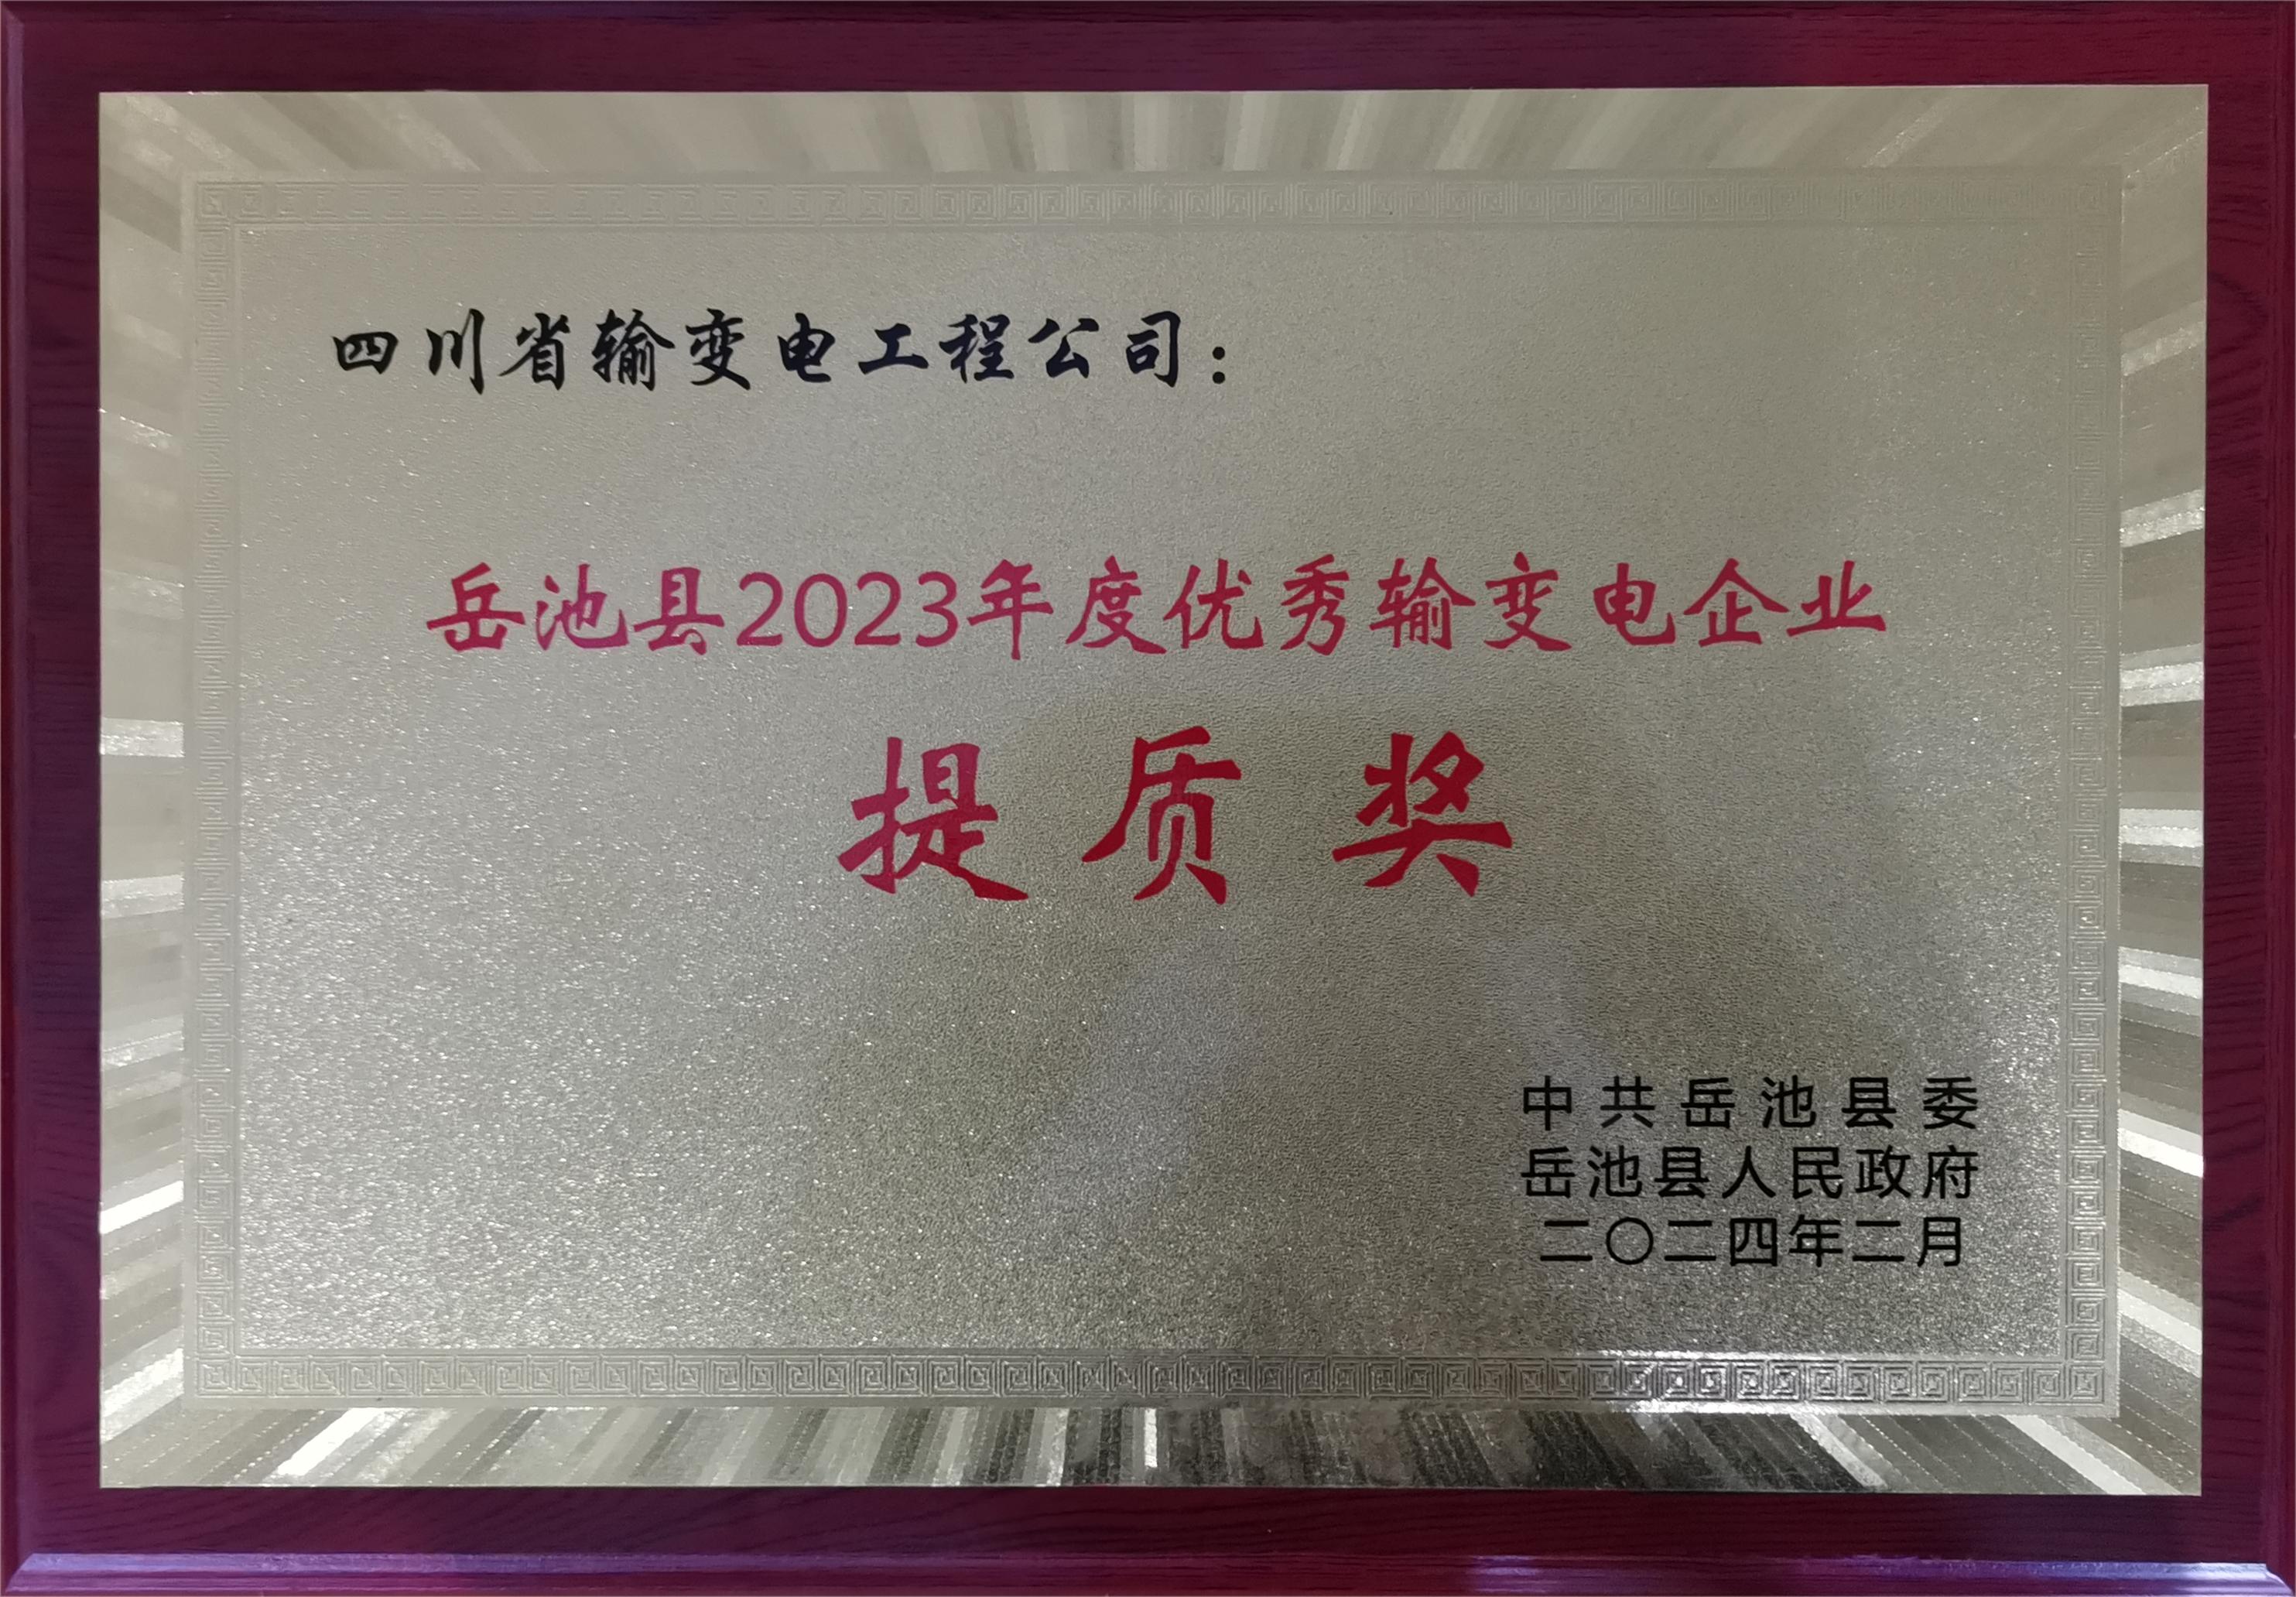 四川省输变电工程公司：
岳池县2023年度优秀输变电企业
提质奖
中共岳池县委
岳池县人民政府
二〇二四年二月